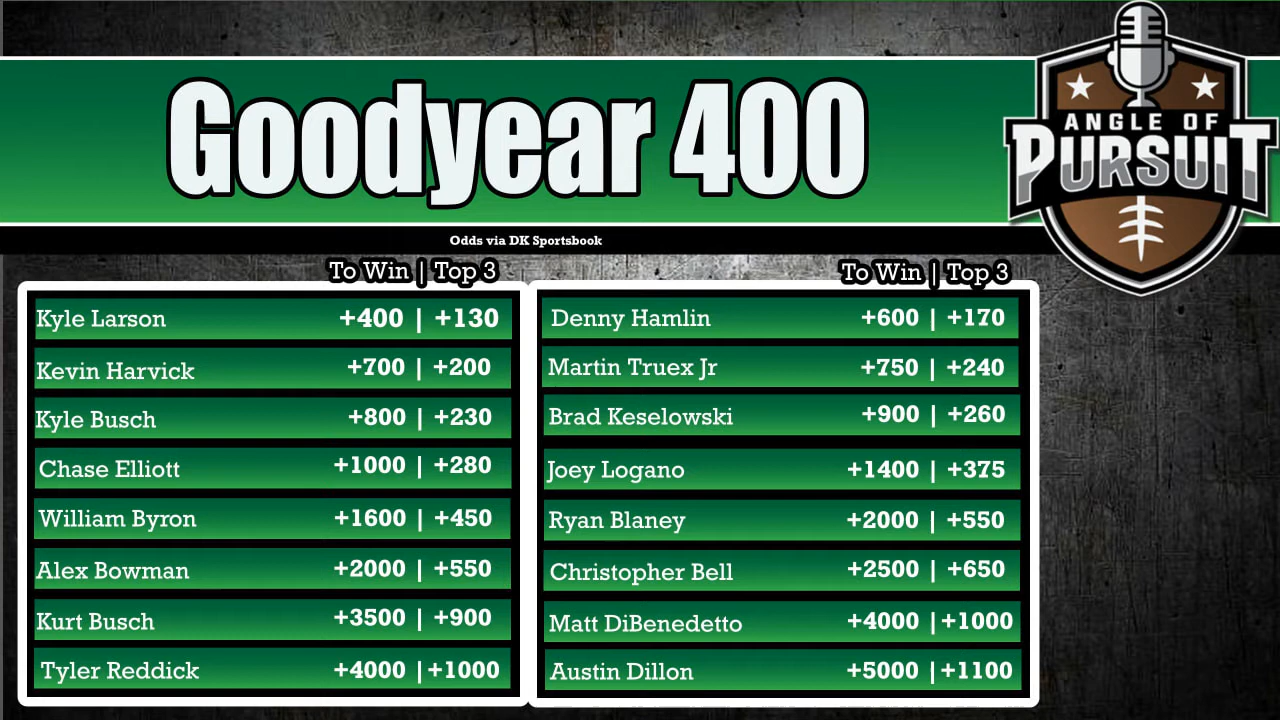 Goodyear 400
ANGLE OF
PURSUIT
Odds via DK Sportsbook
To Win | Top 3
Kyle Larson +400 | +130
Kevin Harvick +700 | +200
Kyle Busch +800 | +230
Chase Elliott +1000 | +280
William Byron +1600 | +450
Alex Bowman +2000 | +550
Kurt Busch +3500 | +900
Tyler Reddick +4000 | +1000
To Win | Top 3
Denny Hamlin +600 | +170
Martin Truex Jr +750 | +240
Brad Keselowski +900 | +260
Joey Logano +1400 | +375
Ryan Blaney +2000 | +550
Christopher Bell +2500 | +650
Matt DiBenedetto +4000 | +1000
Austin Dillon +5000 | +1100